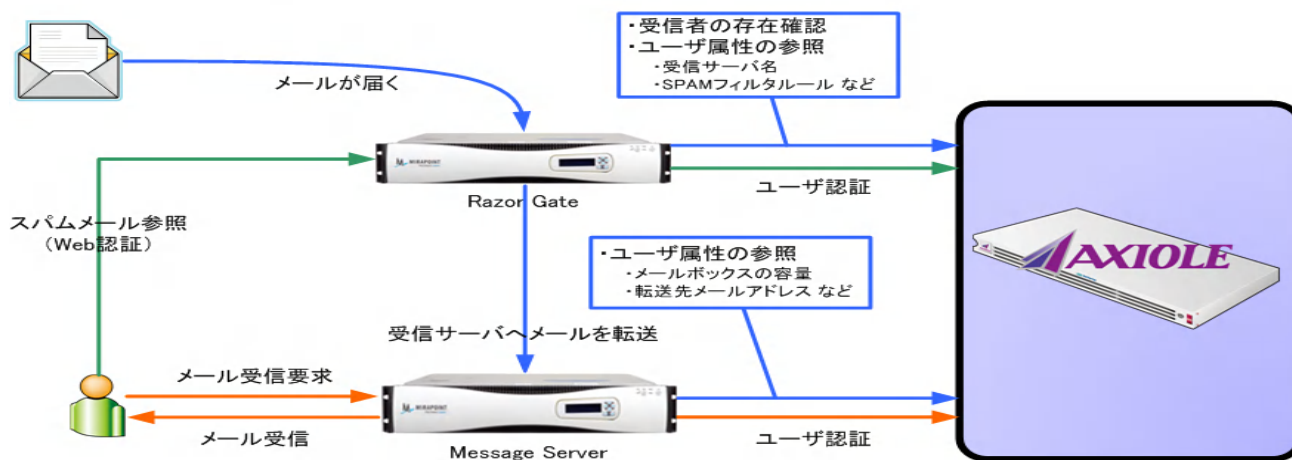 ・受信者の存在確認
・ユーザ属性の参照
・受信サーバ名
・SPAMフィルタルール など
メールが届く
MIRAPOINT
Razor Gate
ユーザ認証
スパムメール参照
(Web認証)
・ユーザ属性の参照
・メールボックスの容量
・転送先メールアドレス など
AXIOLE
受信サーバへメールを転送
メール受信要求
MIRAPOINT
メール受信
Message Server
ユーザ認証